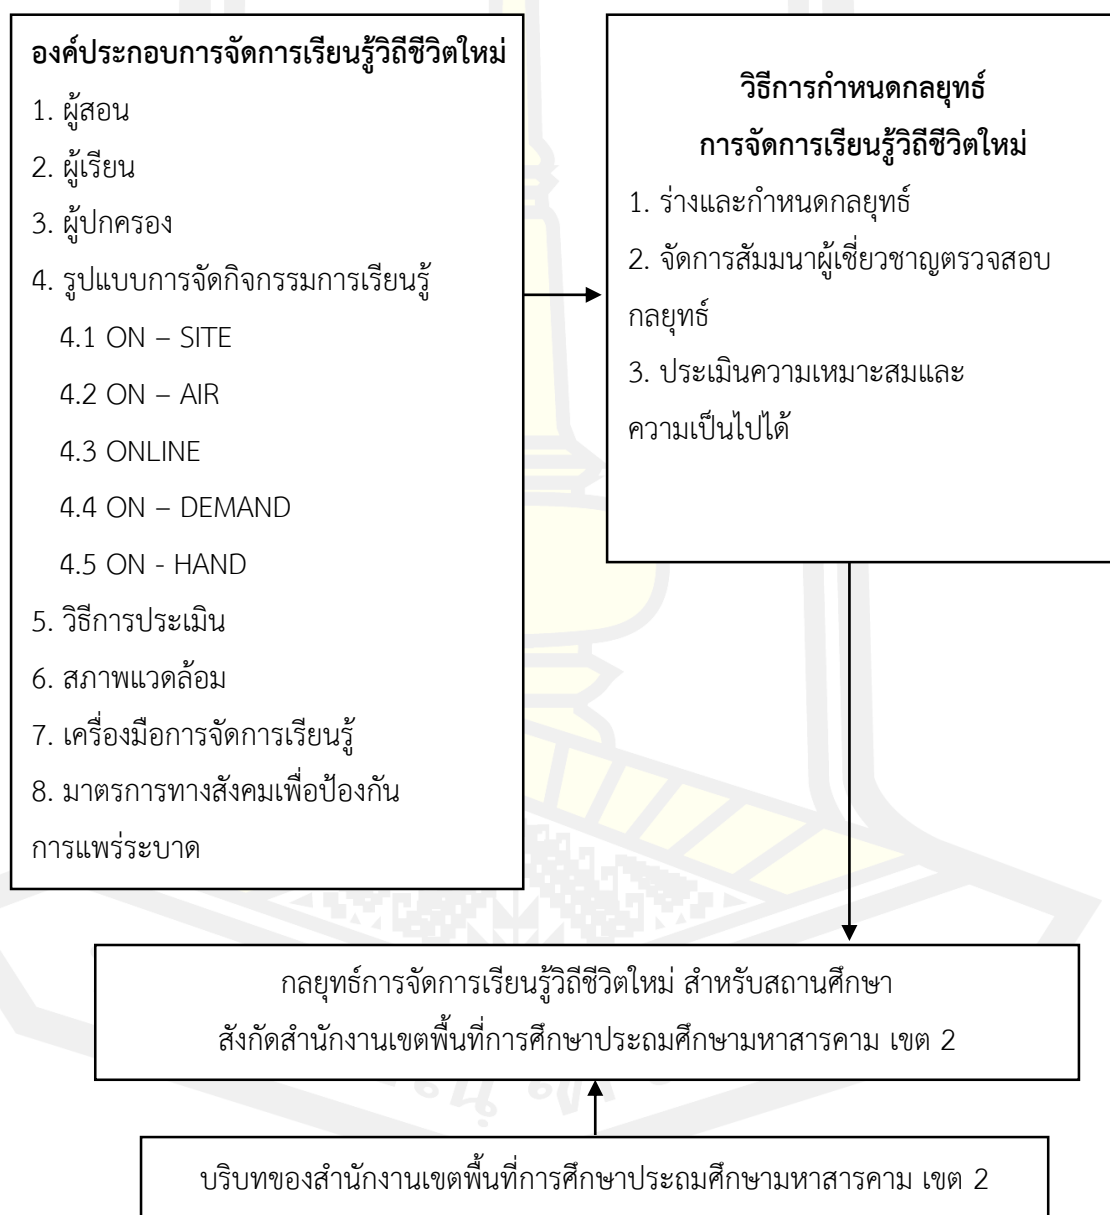 องค์ประกอบการจัดการเรียนรู้วิถีชีวิตใหม่
1. ผู้สอน
2. ผู้เรียน
3. ผู้ปกครอง
4. รูปแบบการจัดกิจกรรมการเรียนรู้
4.1 ON – SITE
4.2 ON – AIR
4.3 ONLINE
4.4 ON – DEMAND
4.5 ON - HAND
5. วิธีการประเมิน
6. สภาพแวดล้อม
7. เครื่องมือการจัดการเรียนรู้
8. มาตรการทางสังคมเพื่อป้องกัน
การแพร่ระบาด
วิธีการกำหนดกลยุทธ์
การจัดการเรียนรู้วิถีชีวิตใหม่
1. ร่างและกำหนดกลยุทธ์
2. จัดการสัมมนาผู้เชี่ยวชาญตรวจสอบ
กลยุทธ์
3. ประเมินความเหมาะสมและ
ความเป็นไปได้
กลยุทธ์การจัดการเรียนรู้วิถีชีวิตใหม่ สำหรับสถานศึกษา
สังกัดสำนักงานเขตพื้นที่การศึกษาประถมศึกษามหาสารคาม เขต 2
บริบทของสำนักงานเขตพื้นที่การศึกษาประถมศึกษามหาสารคาม เขต 2